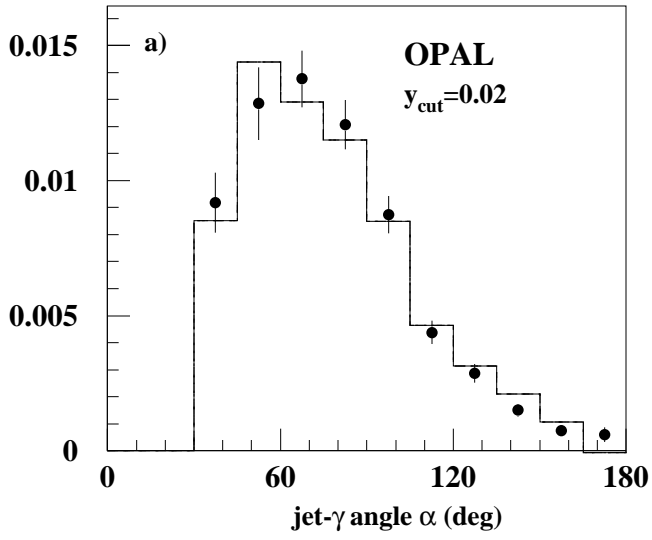 a)
OPAL
y_cut=0.02
0.015
0.01
0.005
0
0 60 120 180
jet-γ angle α (deg)